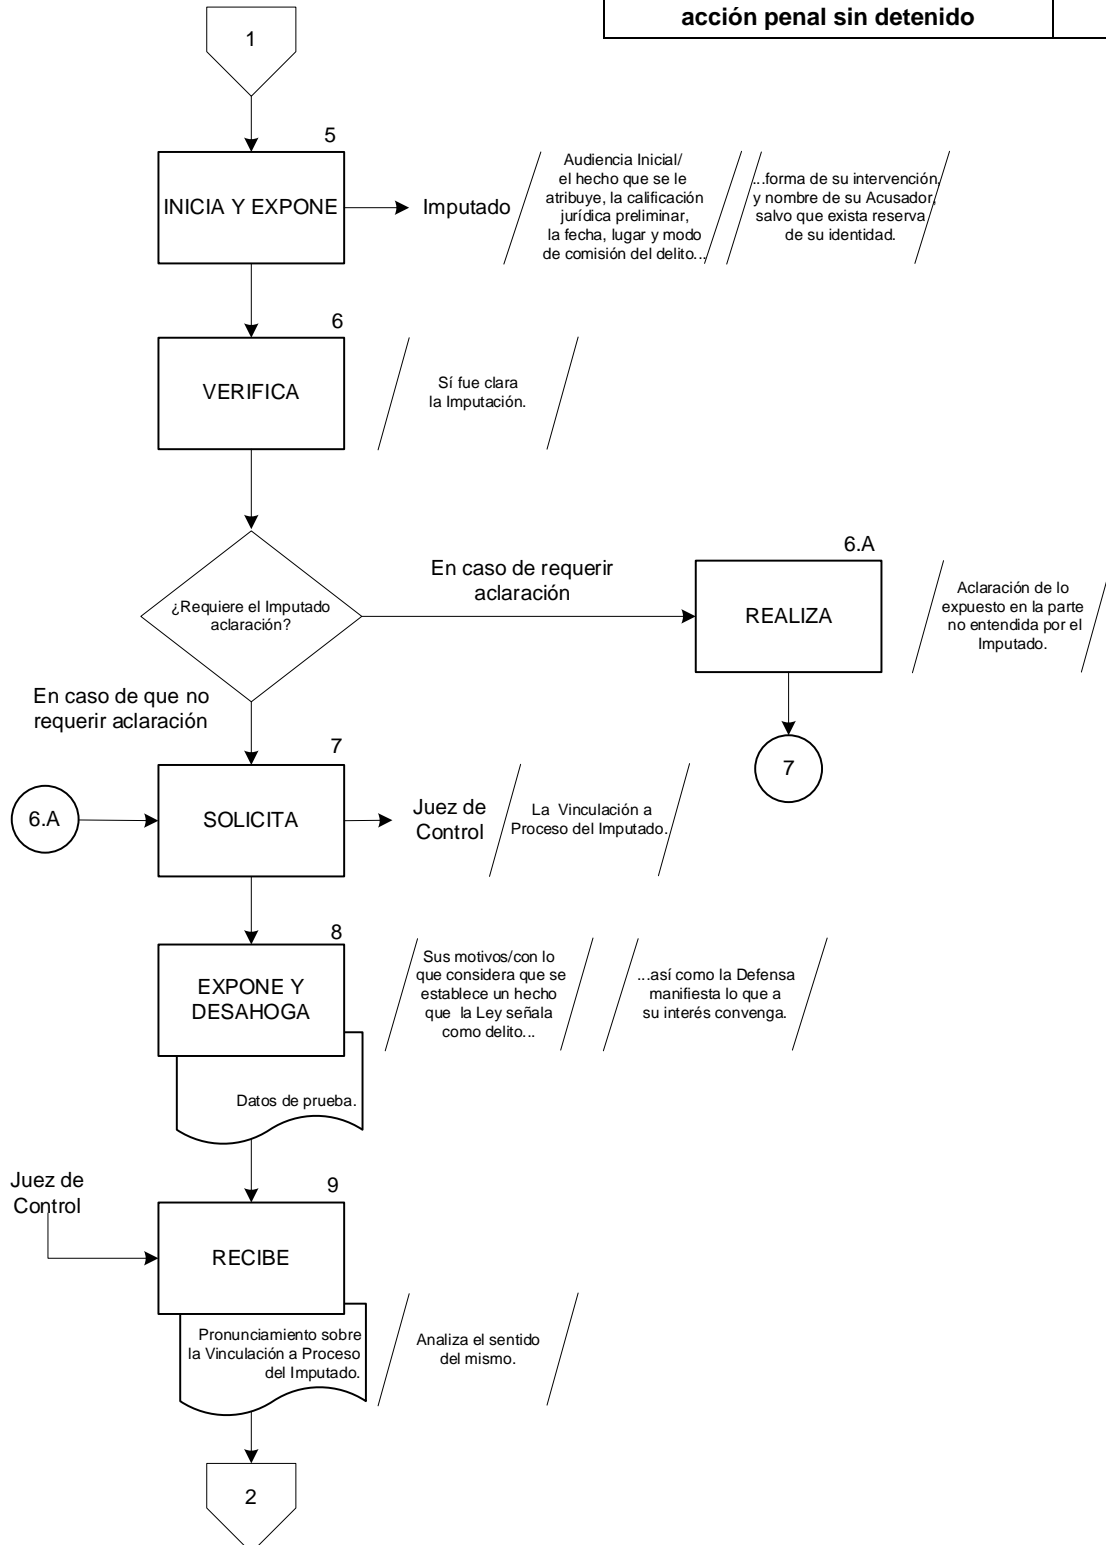 acción penal sin detenido
1
5
INICIA Y EXPONE
Imputado
Audiencia Inicial/
el hecho que se le
atribuye, la calificación
jurídica preliminar,
la fecha, lugar y modo
de comisión del delito...
...forma de su intervención,
y nombre de su Acusador,
salvo que exista reserva
de su identidad.
6
VERIFICA
Sí fue clara
la Imputación.
¿Requiere el Imputado
aclaración?
En caso de requerir
aclaración
6.A
REALIZA
Aclaración de lo
expuesto en la parte
no entendida por el
Imputado.
7
En caso de que no
requerir aclaración
7
6.A
SOLICITA
Juez de
Control
La Vinculación a
Proceso del Imputado.
8
EXPONE Y
DESAHOGA
Datos de prueba.
Sus motivos/con lo
que considera que se
establece un hecho
que la Ley señala
como delito...
...así como la Defensa
manifiesta lo que a
su interés convenga.
Juez de
Control
9
RECIBE
Pronunciamiento sobre
la Vinculación a Proceso
del Imputado.
Analiza el sentido
del mismo.
2